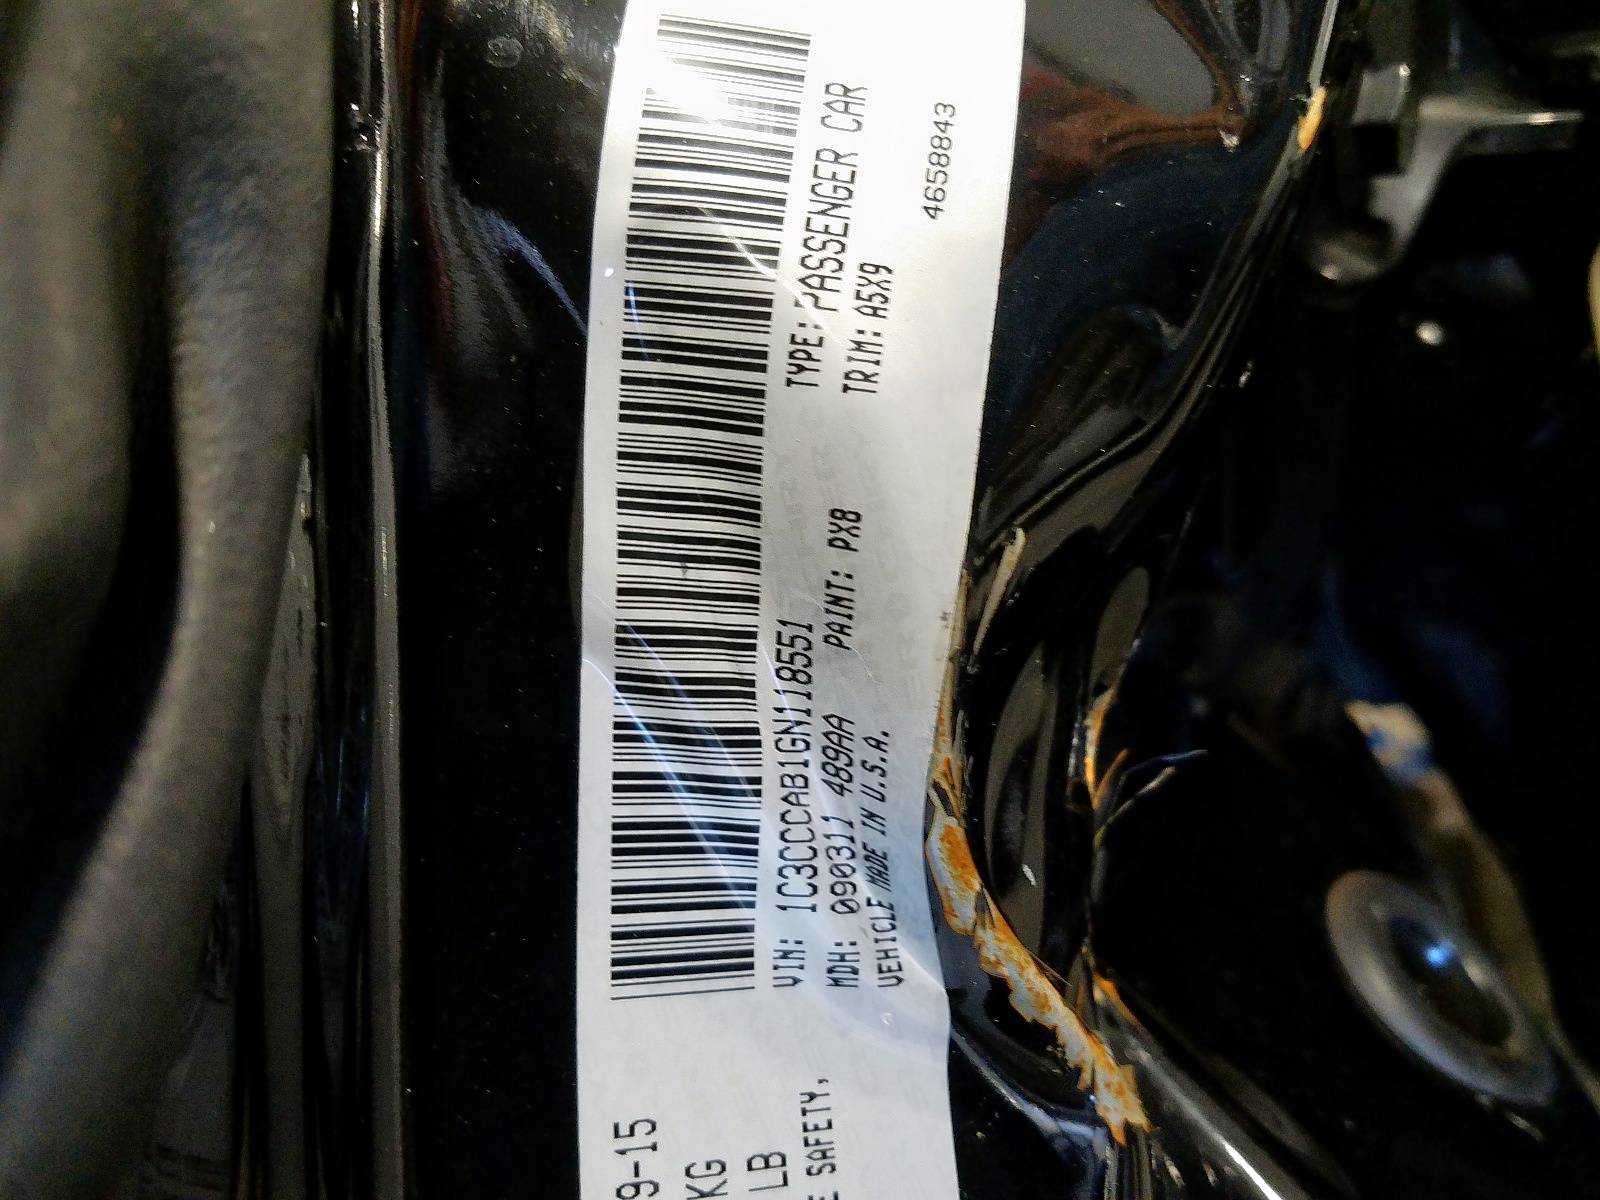 9-15
KG
LB
E SAFETY,
VIN: 1C3CCCAB1GN118551
TYPE: PASSENGER CAR
MDH: 090311 489AA
PAINT: PX8
TRIM: A5X9
VEHICLE MADE IN U.S.A.
4658843